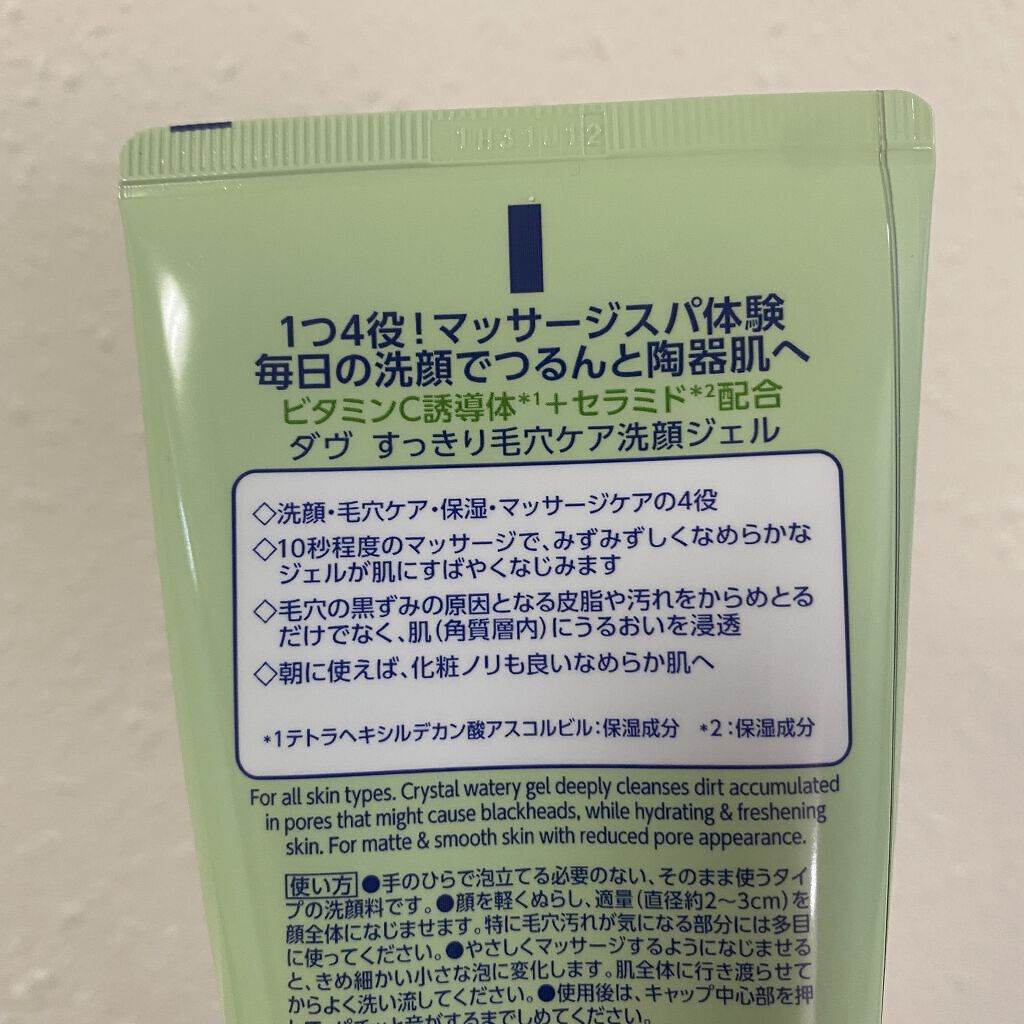 1つ4役!マッサージスパ体験
毎日の洗顔でつるんと陶器肌へ
ビタミンC誘導体*1+セラミド*2配合
ダヴ すっきり毛穴ケア洗顔ジェル
◇洗顔・毛穴ケア・保湿・マッサージケアの4役
◇10秒程度のマッサージで、みずみずしくなめらかな
ジェルが肌にすばやくなじみます
◇毛穴の黒ずみの原因となる皮脂や汚れをからめとる
だけでなく、肌(角質層内)にうるおいを浸透
◇朝に使えば、化粧ノリも良いなめらか肌へ
*1テトラヘキシルデカン酸アスコルビル:保湿成分 *2:保湿成分
For all skin types. Crystal watery gel deeply cleanses dirt accumulated
in pores that might cause blackheads, while hydrating & freshening
skin. For matte & smooth skin with reduced pore appearance.
使い方 ●手のひらで泡立てる必要のない、そのまま使うタイ
プの洗顔料です。●顔を軽くぬらし、適量(直径約2~3cm)を
顔全体になじませます。特に毛穴汚れが気になる部分には多目
に使ってください。●やさしくマッサージするようになじませる
と、きめ細かい小さな泡に変化します。肌全体に行き渡らせて
からよく洗い流してください。●使用後は、キャップ中心部を押
して、パチッと音がするまでしめてください。